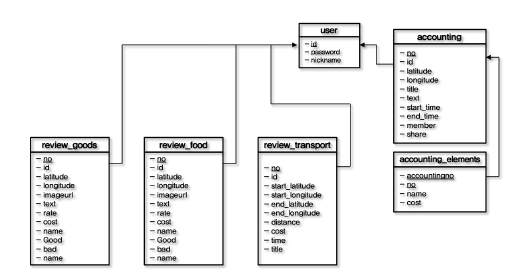 user
– id
– password
– nickname
accounting
– no
– id
– latitude
– longitude
– title
– text
– start_time
– end_time
– member
– share
review_goods
– no
– id
– latitude
– longitude
– imageurl
– text
– rate
– cost
– name
– Good
– bad
– name
review_food
– no
– id
– latitude
– longitude
– imageurl
– text
– rate
– cost
– name
– Good
– bad
– name
review_transport
– no
– id
– start_latitude
– start_longitude
– end_latitude
– end_longitude
– distance
– cost
– time
– title
accounting_elements
– accountingno
– no
– name
– cost